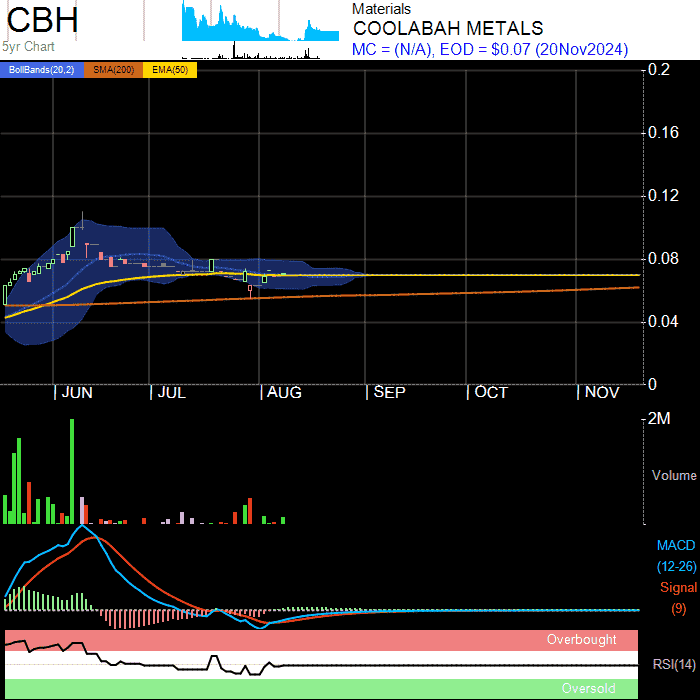 CBH
5yr Chart
Materials
COOLABAH METALS
MC = (N/A), EOD = $0.07 (20Nov2024)
BollBands(20,2) SMA(200) EMA(50)
0.2
0.16
0.12
0.08
0.04
0
JUN JUL AUG SEP OCT NOV
2M
Volume
MACD
(12-26)
Signal
(9)
Overbought
RSI(14)
Oversold